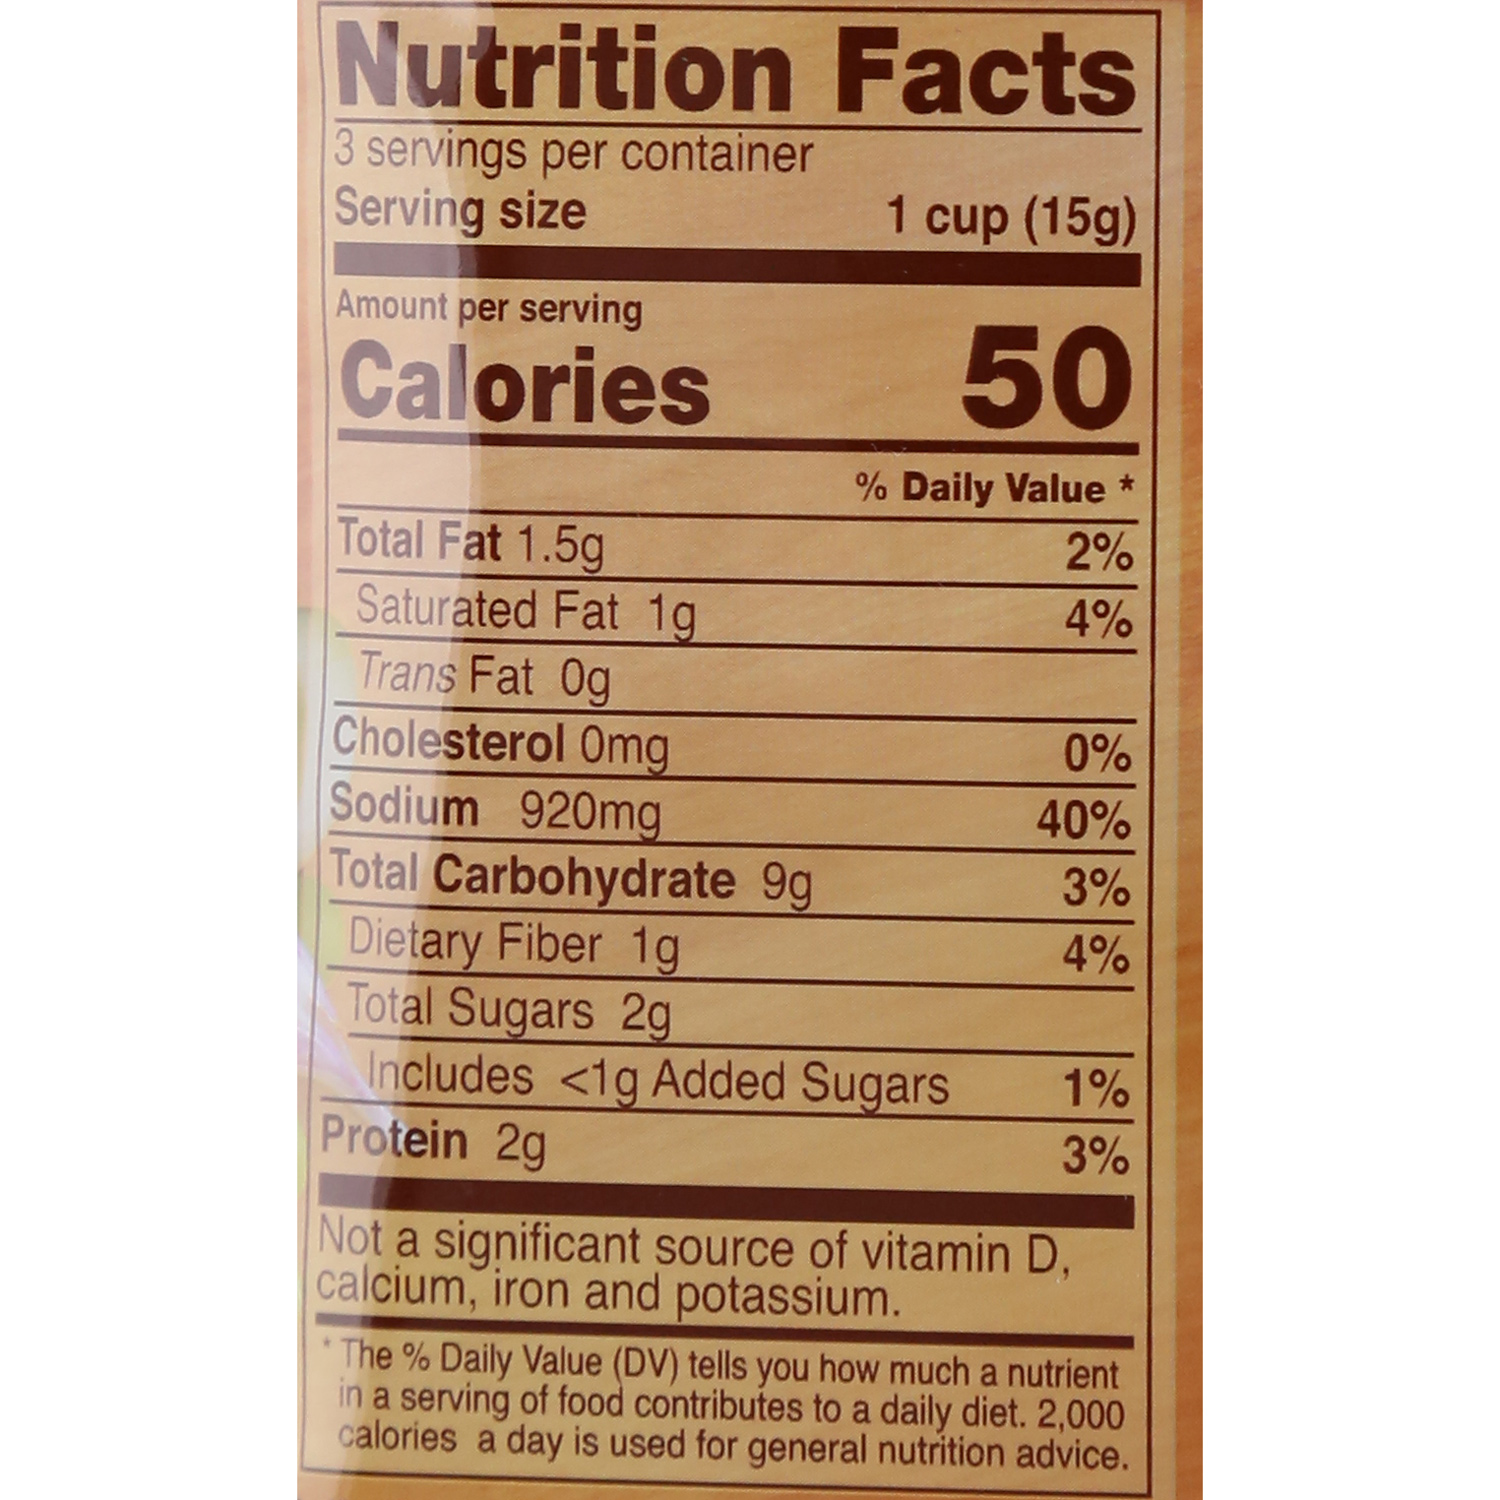 Nutrition Facts
3 servings per container
Serving size 1 cup (15g)
Amount per serving
Calories 50
% Daily Value *
Total Fat 1.5g 2%
Saturated Fat 1g 4%
Trans Fat 0g
Cholesterol 0mg 0%
Sodium 920mg 40%
Total Carbohydrate 9g 3%
Dietary Fiber 1g 4%
Total Sugars 2g
Includes <1g Added Sugars 1%
Protein 2g 3%
Not a significant source of vitamin D,
calcium, iron and potassium.
* The % Daily Value (DV) tells you how much a nutrient
in a serving of food contributes to a daily diet. 2,000
calories a day is used for general nutrition advice.